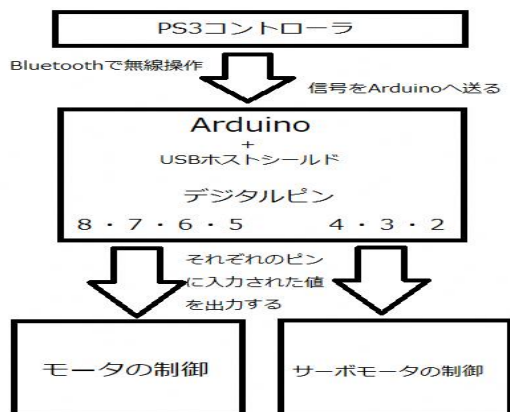 PS3コントローラ
Bluetoothで無線操作
信号をArduinoへ送る
Arduino
+
USBホストシールド
デジタルピン
8・7・6・5 4・3・2
それぞれのピン
に入力された値
を出力する
モータの制御
サーボモータの制御